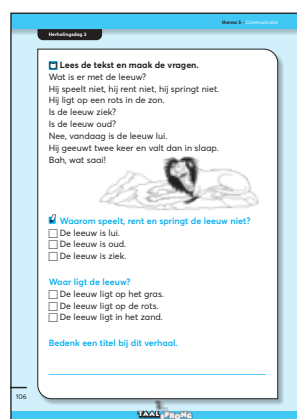 thema 5 - Communicatie
Herhalingsdag 3
Lees de tekst en maak de vragen.
Wat is er met de leeuw?
Hij speelt niet, hij rent niet, hij springt niet.
Hij ligt op een rots in de zon.
Is de leeuw ziek?
Is de leeuw oud?
Nee, vandaag is de leeuw lui.
Hij geeuwt twee keer en valt dan in slaap.
Bah, wat saai!
Waarom speelt, rent en springt de leeuw niet?
De leeuw is lui.
De leeuw is oud.
De leeuw is ziek.
Waar ligt de leeuw?
De leeuw ligt op het gras.
De leeuw ligt op de rots.
De leeuw ligt in het zand.
Bedenk een titel bij dit verhaal.
106
TAALSPRONG